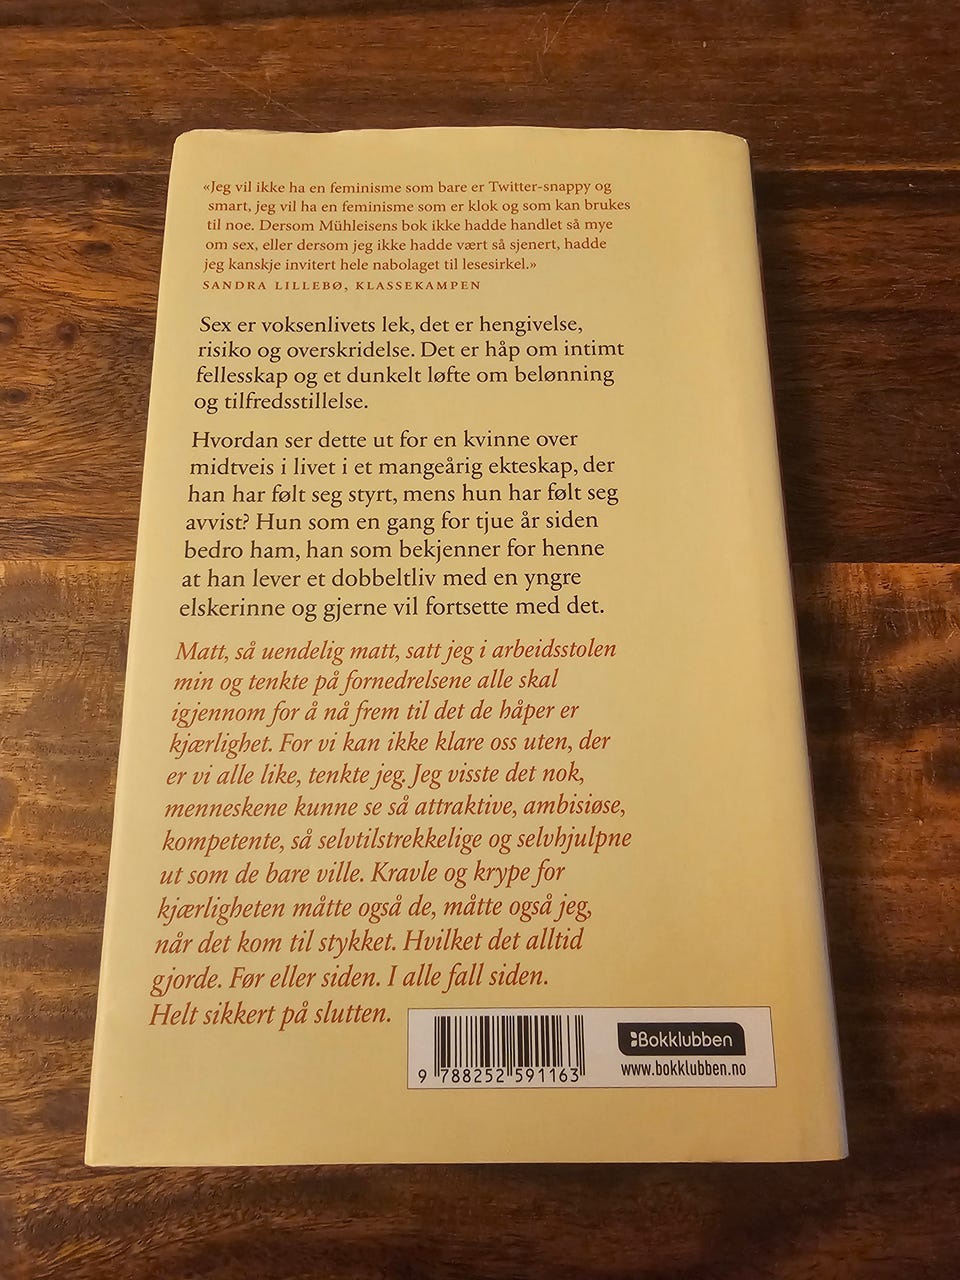 «Jeg vil ikke ha en feminisme som bare er Twitter-snappy og
smart, jeg vil ha en feminisme som er klok og som kan brukes
til noe. Dersom Mühleisens bok ikke hadde handlet så mye
om sex, eller dersom jeg ikke hadde vært så sjenert, hadde
jeg kanskje invitert hele nabolaget til lesesirkel.»
SANDRA LILLEBØ, KLASSEKAMPEN
Sex er voksenlivets lek, det er hengivelse,
risiko og overskridelse. Det er håp om intimt
fellesskap og et dunkelt løfte om belønning
og tilfredsstillelse.
Hvordan ser dette ut for en kvinne over
midtveis i livet i et mangeårig ekteskap, der
han har følt seg styrt, mens hun har følt seg
avvist? Hun som en gang for tjue år siden
bedro ham, han som bekjenner for henne
at han lever et dobbeltliv med en yngre
elskerinne og gjerne vil fortsette med det.
Matt, så uendelig matt, satt jeg i arbeidsstolen
min og tenkte på fornedrelsene alle skal
igjennom for å nå frem til det de håper er
kjærlighet. For vi kan ikke klare oss uten, der
er vi alle like, tenkte jeg. Jeg visste det nok,
menneskene kunne se så attraktive, ambisiøse,
kompetente, så selvtilstrekkelige og selvhjulpne
ut som de bare ville. Kravle og krype for
kjærligheten måtte også de, måtte også jeg,
når det kom til stykket. Hvilket det alltid
gjorde. Før eller siden. I alle fall siden.
Helt sikkert på slutten.
Bokklubben
www.bokklubben.no
9 788252 591163